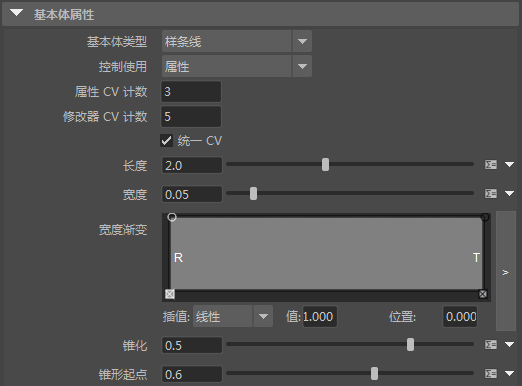 基本体属性
基本体类型 样条线
控制使用 属性
属性 CV 计数 3
修改器 CV 计数 5
统一 CV
长度 2.0
宽度 0.05
宽度渐变
R T
>
插值: 线性 值: 1.000 位置: 0.000
锥化 0.5
锥形起点 0.6